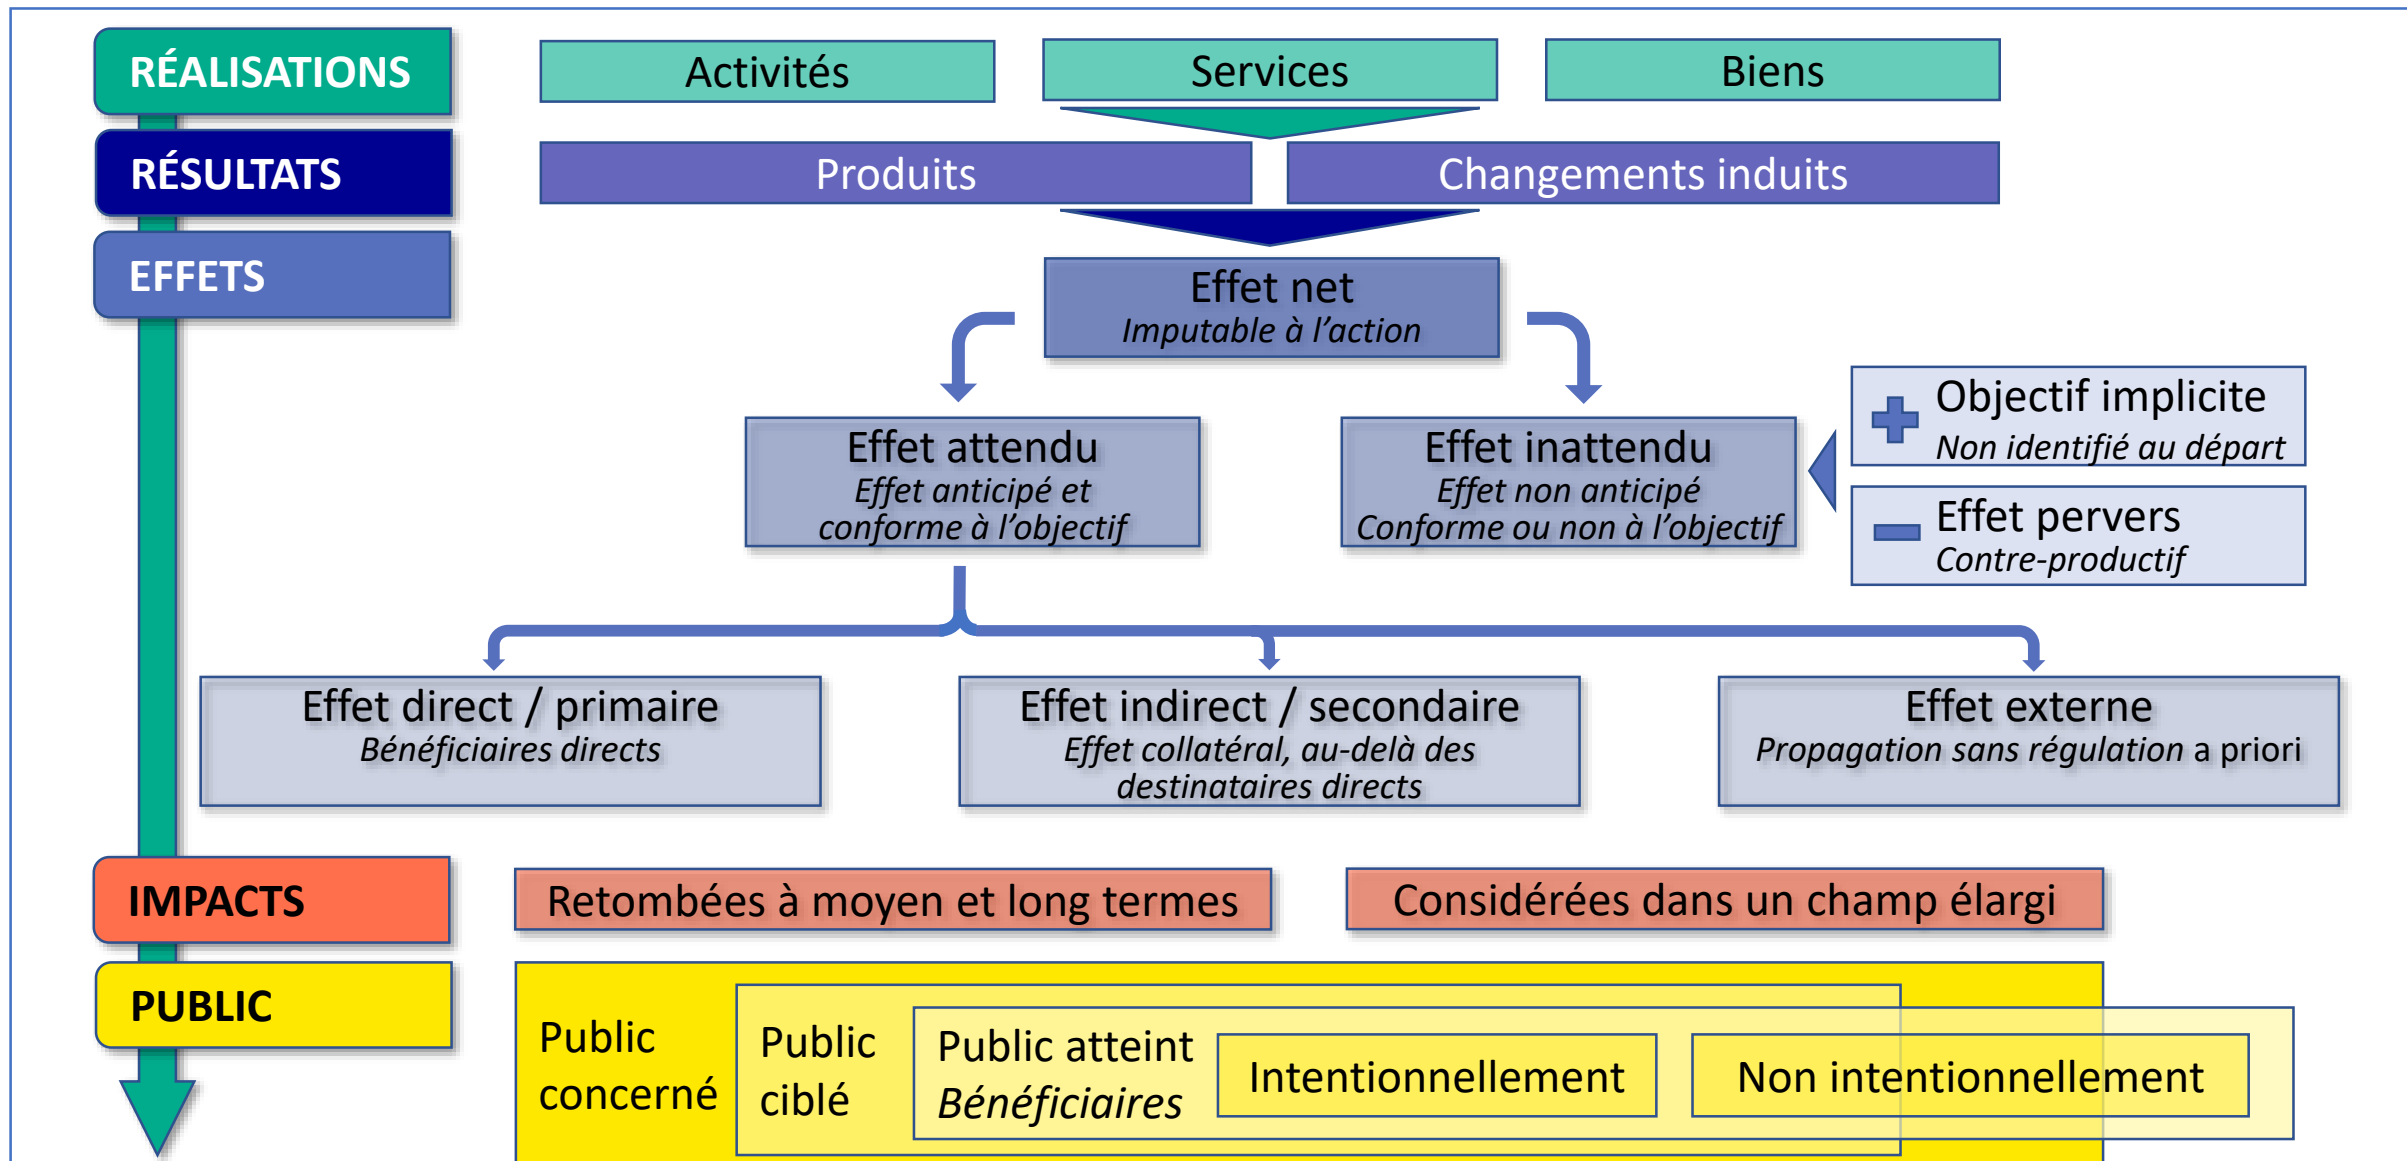 RÉALISATIONS
Activités
Services
Biens
RÉSULTATS
Produits
Changements induits
EFFETS
Effet net
Imputable à l’action
Effet attendu
Effet anticipé et
conforme à l’objectif
Effet inattendu
Effet non anticipé
Conforme ou non à l’objectif
Objectif implicite
Non identifié au départ
Effet pervers
Contre-productif
Effet direct / primaire
Bénéficiaires directs
Effet indirect / secondaire
Effet collatéral, au-delà des
destinataires directs
Effet externe
Propagation sans régulation a priori
IMPACTS
Retombées à moyen et long termes
Considérées dans un champ élargi
PUBLIC
Public
concerné
Public
ciblé
Public atteint
Bénéficiaires
Intentionnellement
Non intentionnellement